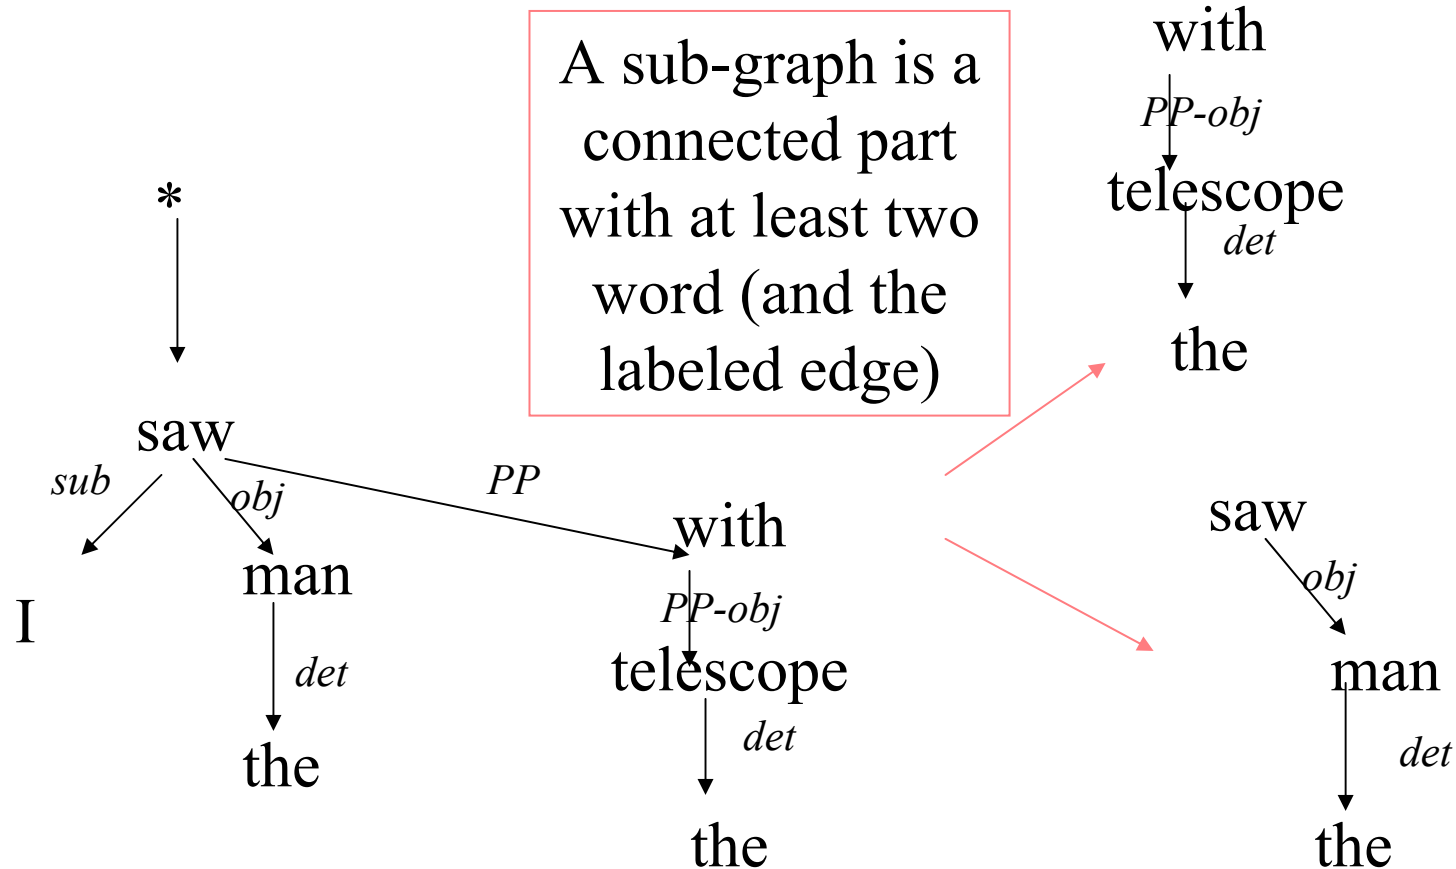 A sub-graph is a
connected part
with at least two
word (and the
labeled edge)
*
saw
sub
obj
PP
I
man
det
the
with
PP-obj
telescope
det
the
with
PP-obj
telescope
det
the
saw
obj
man
det
the